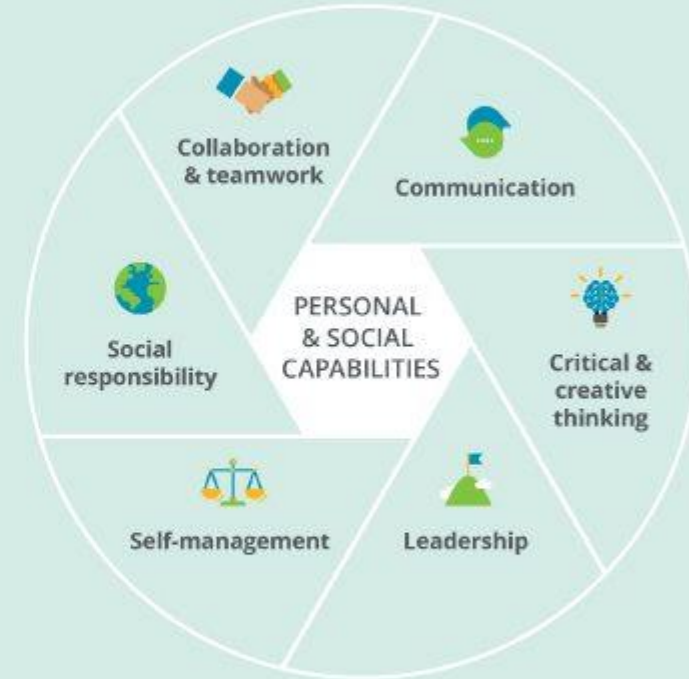 Collaboration
& teamwork
Communication
Social
responsibility
PERSONAL
& SOCIAL
CAPABILITIES
Critical &
creative
thinking
Self-management
Leadership